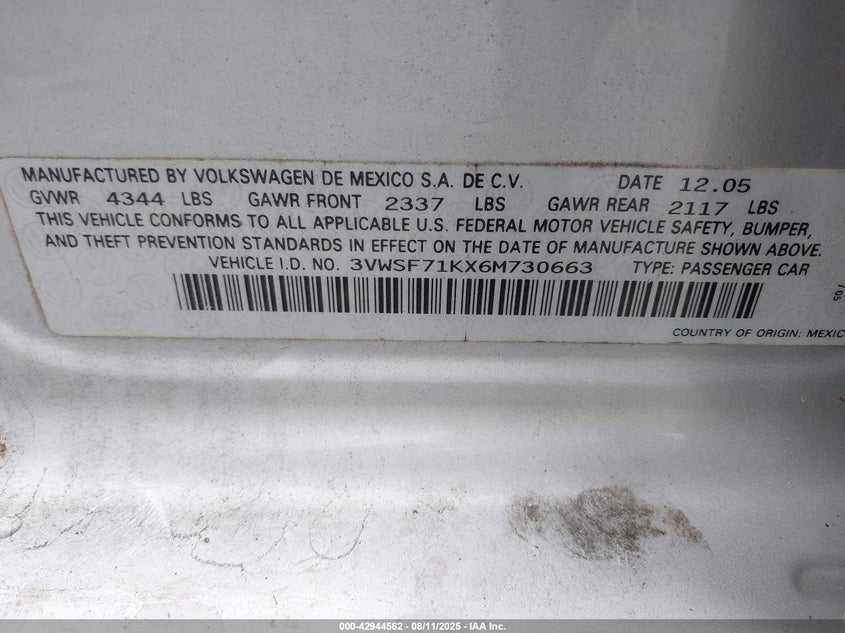 MANUFACTURED BY VOLKSWAGEN DE MEXICO S.A. DE C.V. DATE 12.05
GVWR 4344 LBS GAWR FRONT 2337 LBS GAWR REAR 2117 LBS
THIS VEHICLE CONFORMS TO ALL APPLICABLE U.S. FEDERAL MOTOR VEHICLE SAFETY, BUMPER,
AND THEFT PREVENTION STANDARDS IN EFFECT ON THE DATE OF MANUFACTURE SHOWN ABOVE.
VEHICLE I.D. NO. 3VWSF71KX6M730663 TYPE: PASSENGER CAR
COUNTRY OF ORIGIN: MEXIC
000-42944562 - 08/11/2025 - IAA Inc.